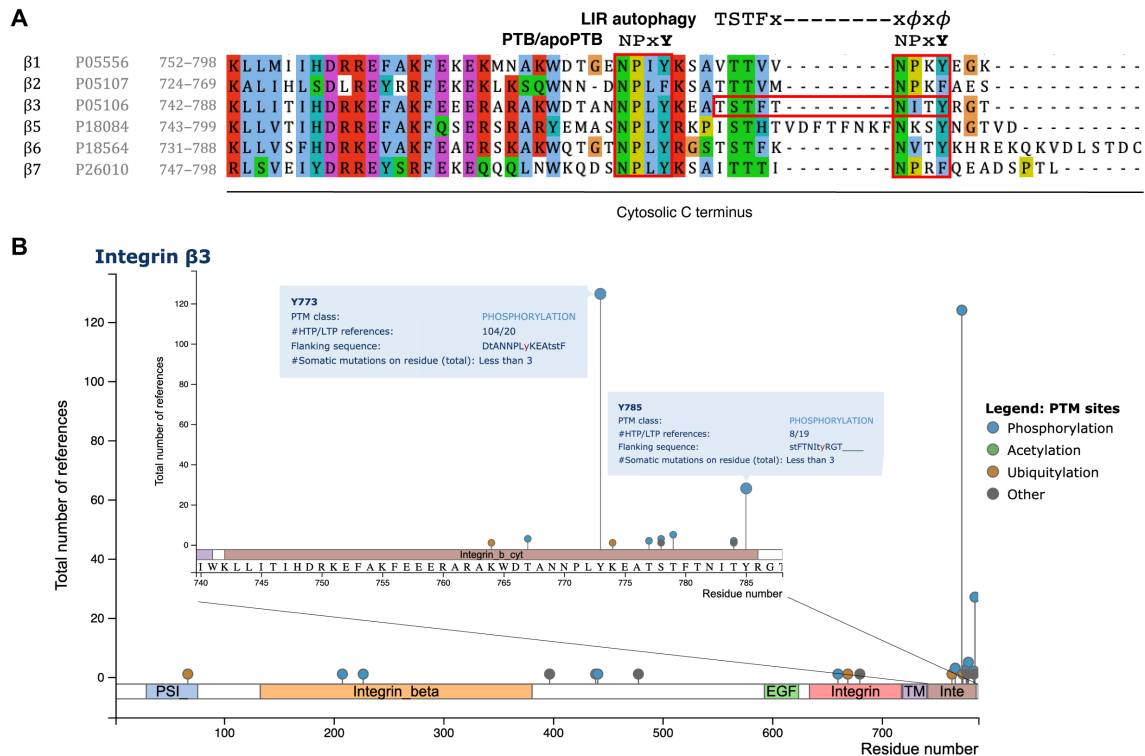 A
LIR autophagy TSTFx---------xϕxϕ
PTB/apoPTB NPxY NPxY
β1 P05556 752–798 KLLMIIHDRREFAKFEKEKMNAKWDTGENPIYKSAVTTVV--------NPKYEGK-----------
β2 P05107 724–769 KALIHLSDLREYRRFEKEKLKSQWNN-DNPLFKSATTTVM--------NPKFAES-----------
β3 P05106 742–788 KLLITIHDRREFAKFEEERARAKWDTANNPLYKEATSTFT--------NITYRGT-----------
β5 P18084 743–799 KLLVTIHDRREFAKFQSERSRARYEMASNPLYRKPISTHTVDFTFNKFNKSYNGTVD---------
β6 P18564 731–788 KLLVSFHDRREFAKFEAERSKAKWQTGTNPLYRGSTSTFK--------NVTYKHREKQKVDLSTDC
β7 P26010 747–798 RLSVEIYDRREYSRFEKEQQQLNWKQDSNPLYKSAITTTI--------NPRFQEADSPTL------
Cytosolic C terminus
B
Integrin β3
Total number of references
120
100
80
60
40
20
0
Total number of references
120
100
80
60
40
20
0
Y773
PTM class: PHOSPHORYLATION
#HTP/LTP references: 104/20
Flanking sequence: DtANNPLyKEAtstF
#Somatic mutations on residue (total): Less than 3
Y785
PTM class: PHOSPHORYLATION
#HTP/LTP references: 8/19
Flanking sequence: stFTNItyRGT____
#Somatic mutations on residue (total): Less than 3
Integrin_b_cyt
IWKLLITIHDRKEFAKFEEERARAKWDTANNPLYKEATSTFTNITYRGT
740 745 750 755 760 765 770 775 780 785
Residue number
Legend: PTM sites
Phosphorylation
Acetylation
Ubiquitylation
Other
PSI_ Integrin_beta EGF Integrin TM Inte
100 200 300 400 500 600 700
Residue number